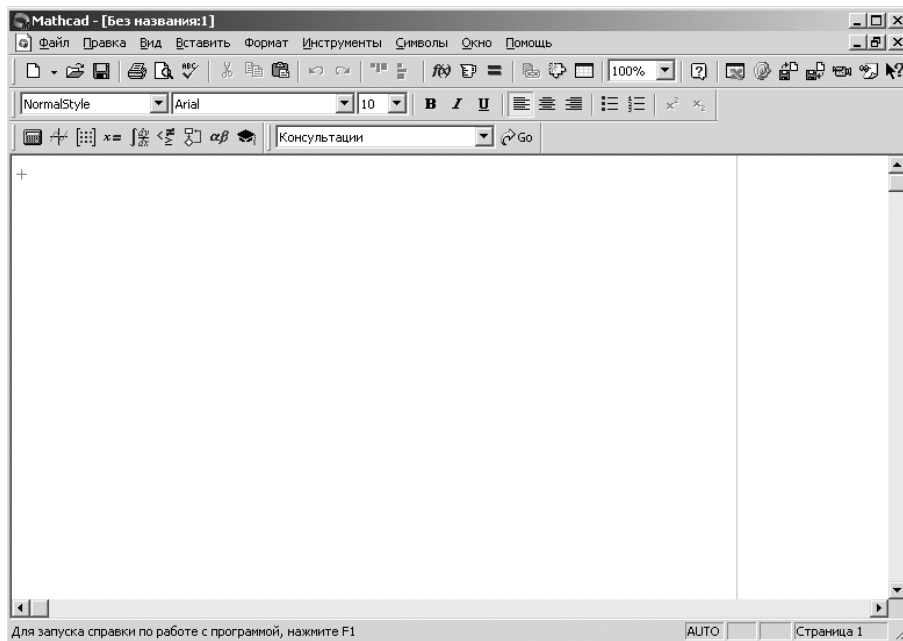 Mathcad - [Без названия:1]
Файл Правка Вид Вставить Формат Инструменты Символы Окно Помощь
100%
NormalStyle Arial 10 B I U
αβ Консультации Go
Для запуска справки по работе с программой, нажмите F1 AUTO Страница 1